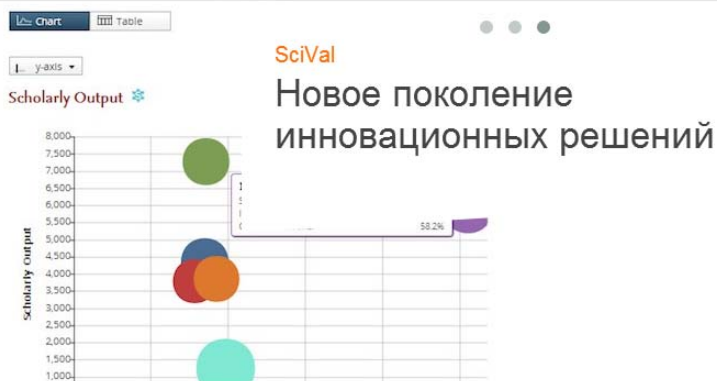 Chart
Table
y-axis
SciVal
Новое поколение
инновационных решений
Scholarly Output
8,000
7,500
7,000
6,500
6,000
5,500
5,000
4,500
4,000
3,500
3,000
2,500
2,000
1,500
1,000
Scholarly Output
58.2%